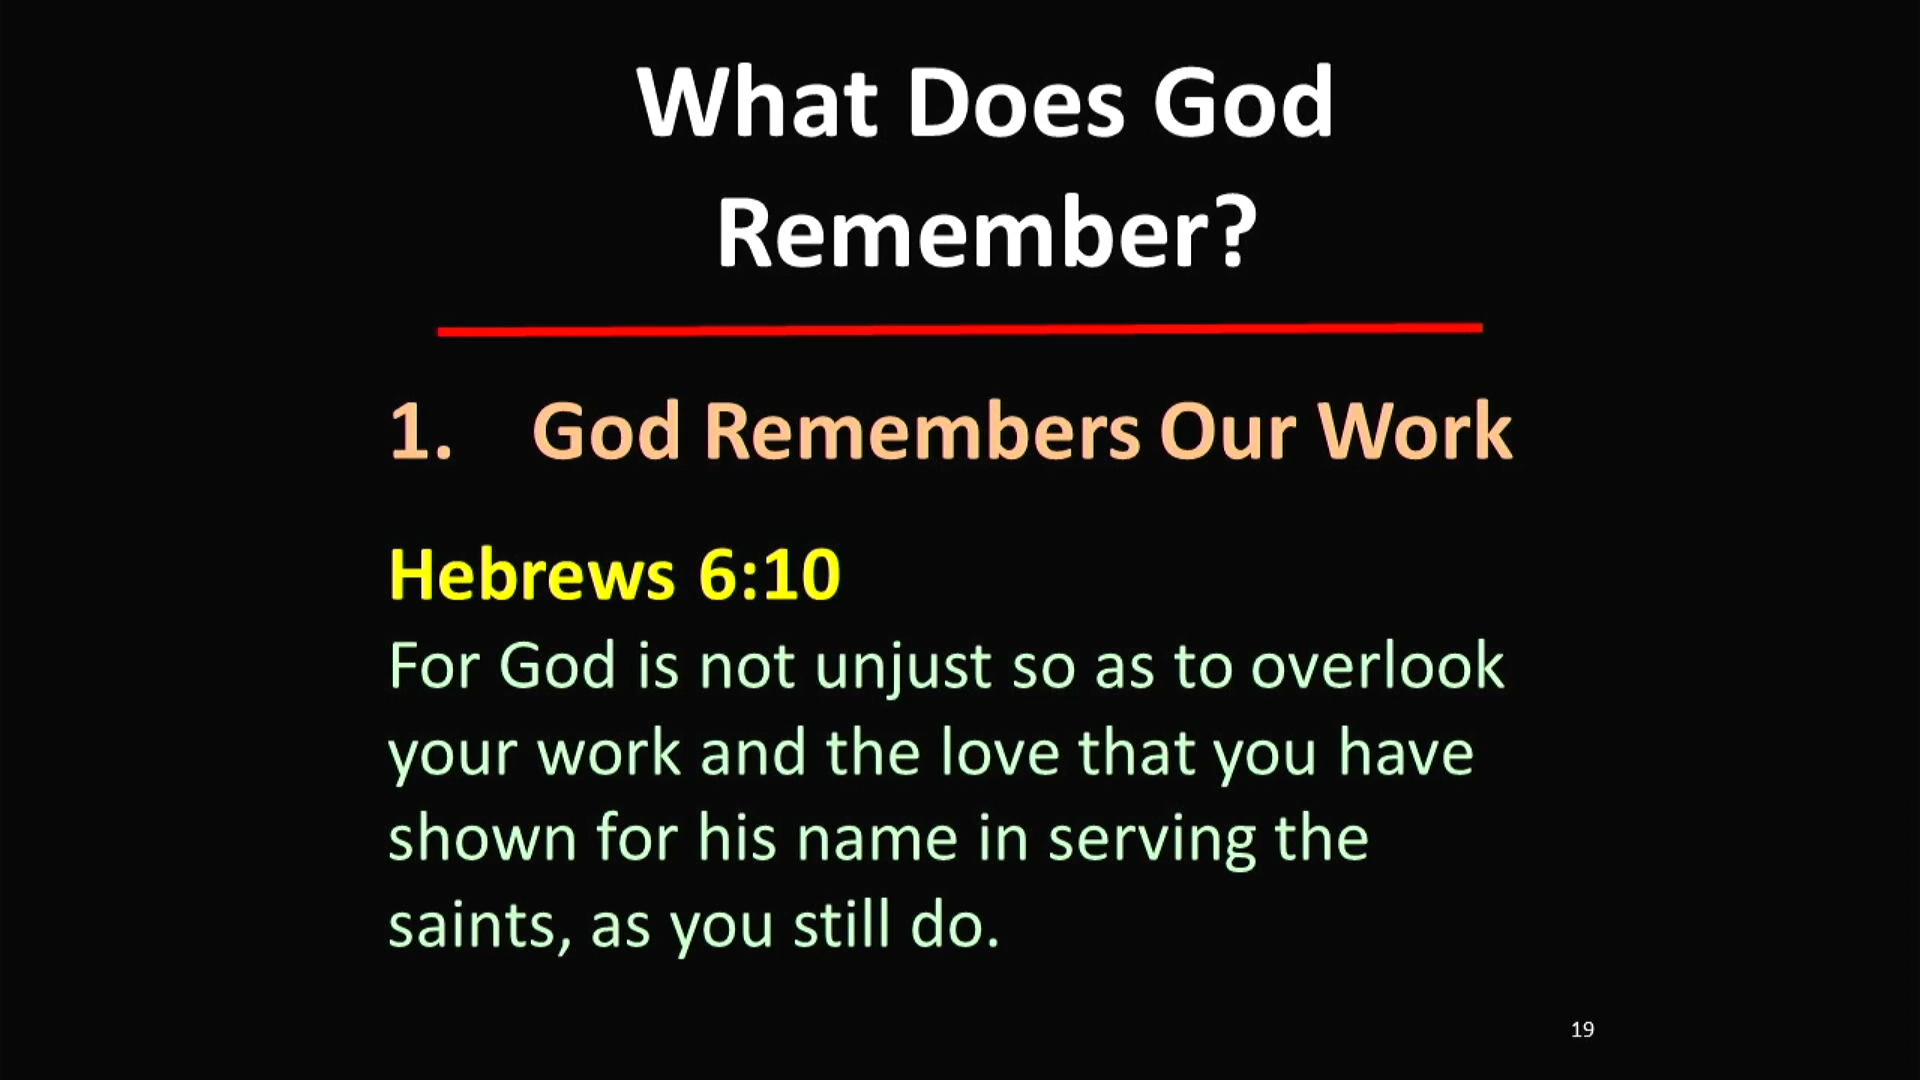 What Does God
Remember?
1. God Remembers Our Work
Hebrews 6:10
For God is not unjust so as to overlook
your work and the love that you have
shown for his name in serving the
saints, as you still do.
19